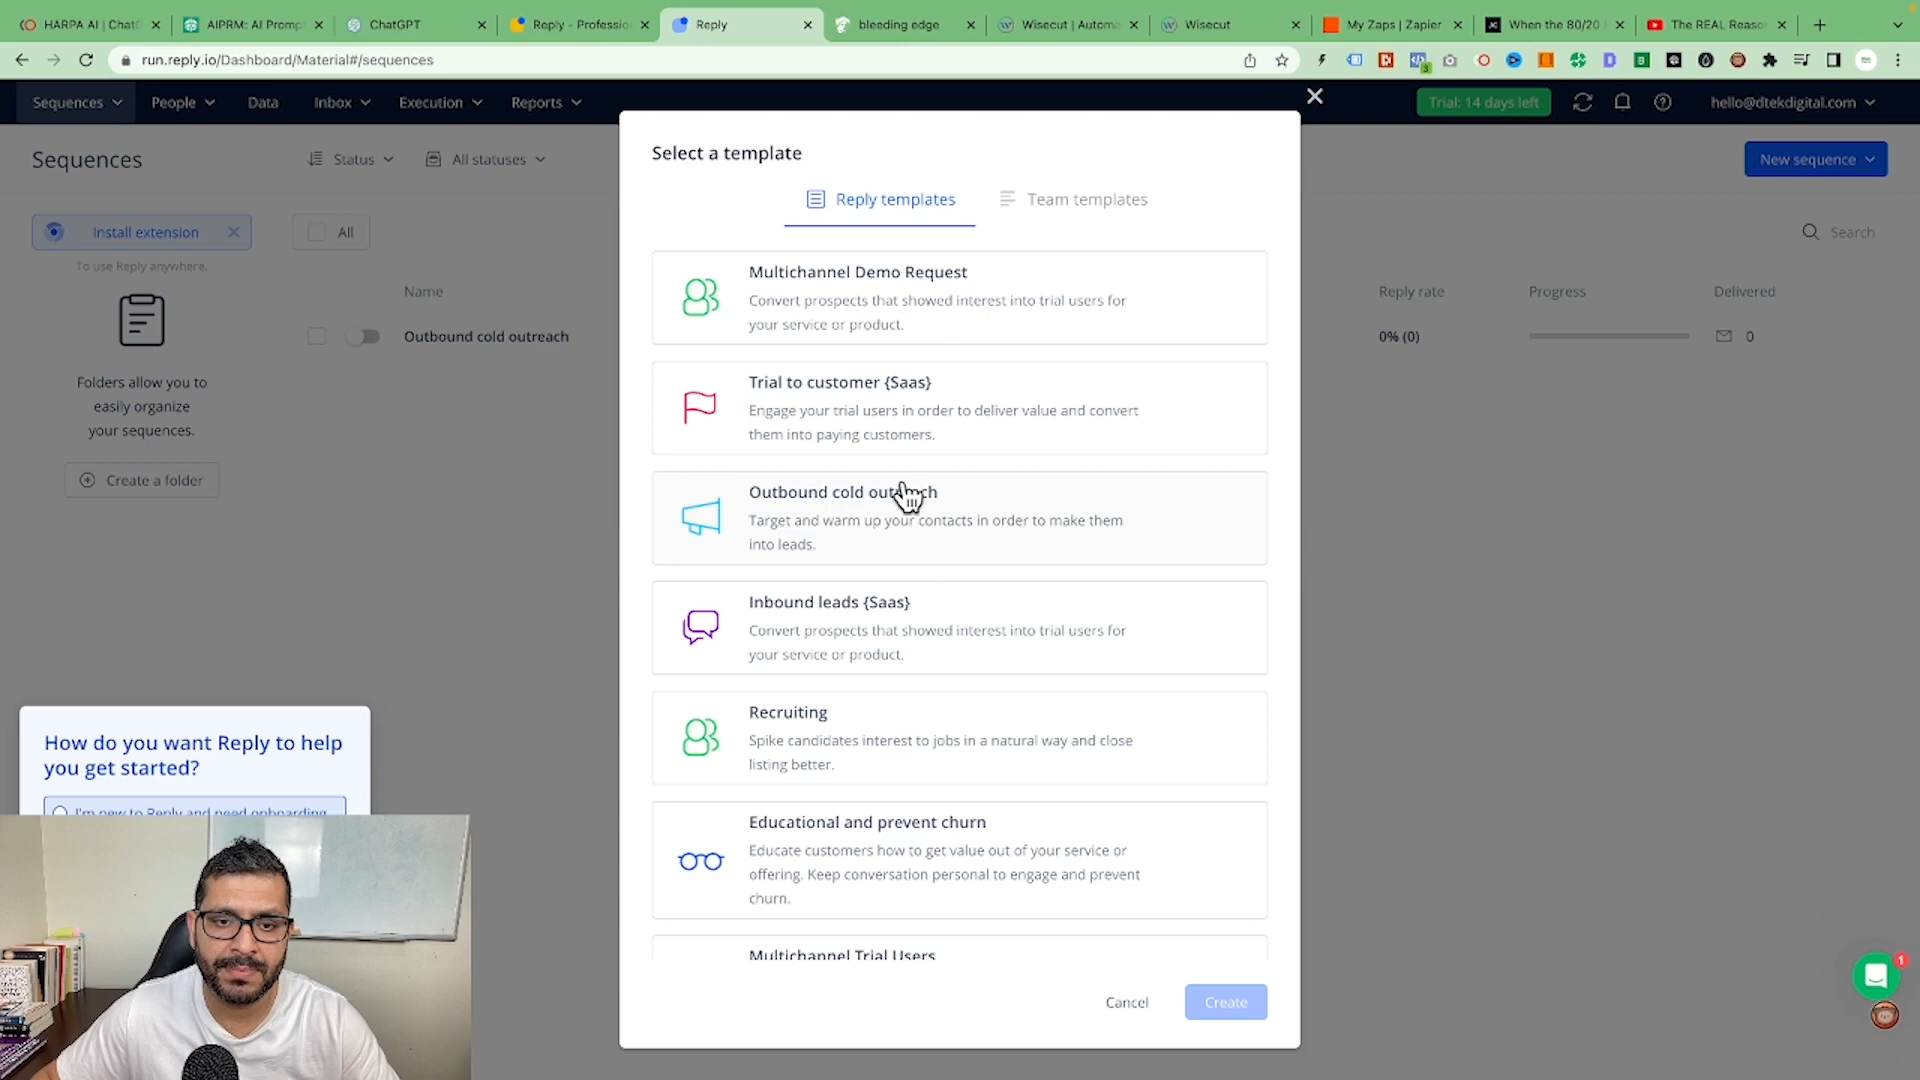 HARPA AI | ChatG
AIPRM: AI Promp
ChatGPT
Reply - Professio
Reply
bleeding edge
Wisecut | Automa
Wisecut
My Zaps | Zapier
When the 80/20
The REAL Reaso
run.reply.io/Dashboard/Material#/sequences
3
Sequences
People
Data
Inbox
Execution
Reports
Trial: 14 days left
hello@dtekdigital.com
Sequences
Status
All statuses
New sequence
Install extension
All
Search
To use Reply anywhere.
Name
Reply rate
Progress
Delivered
Outbound cold outreach
0% (0)
0
Folders allow you to
easily organize
your sequences.
Create a folder
Select a template
Reply templates
Team templates
Multichannel Demo Request
Convert prospects that showed interest into trial users for
your service or product.
Trial to customer {Saas}
Engage your trial users in order to deliver value and convert
them into paying customers.
Outbound cold outreach
Target and warm up your contacts in order to make them
into leads.
Inbound leads {Saas}
Convert prospects that showed interest into trial users for
your service or product.
Recruiting
Spike candidates interest to jobs in a natural way and close
listing better.
Educational and prevent churn
Educate customers how to get value out of your service or
offering. Keep conversation personal to engage and prevent
churn.
Multichannel Trial Users
Cancel
Create
How do you want Reply to help
you get started?
I'm new to Reply and need onboarding
1